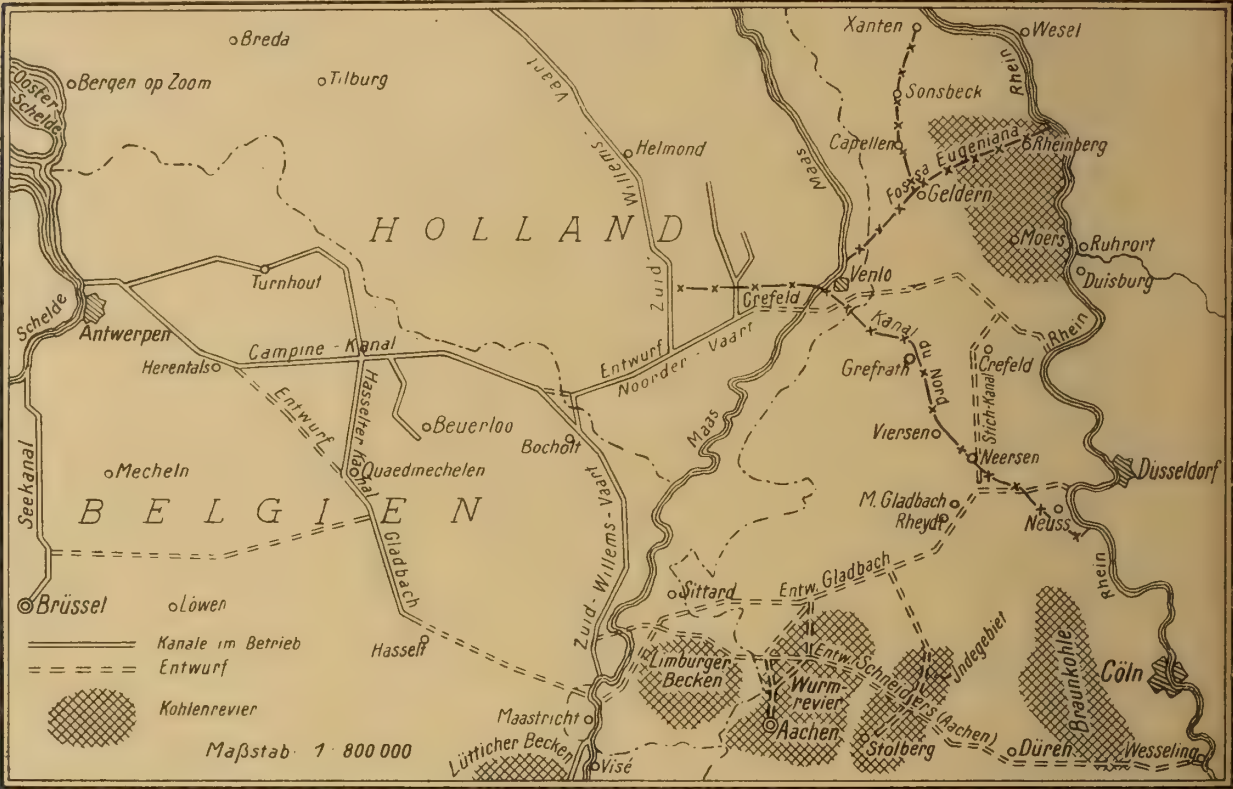 Breda
Bergen op Zoom
Tilburg
Ooster-
Schelde
Vaart
Willems
Zuid'
Helmond
Maas
Xanten
Wesel
Rhein
Sonsbeck
Capellen
Fossa Eugeniana
Rheinberg
Geldern
HOLLAND
Moers
Ruhrort
Duisburg
Turnhout
Venlo
Schelde
Antwerpen
Crefeld
Kanal
Nord
Rhein
Herentals
Campine-Kanal
Entwurf
Noorder-Vaart
Grefrath
Crefeld
Stich-Kanal
Entwurf
Hasselter Kanal
Beuerloo
Bocholt
Maas
Viersen
Neersen
Düsseldorf
Mecheln
Quaedmechelen
BELGIEN
Seekanal
M. Gladbach
Rheydt
Neuss
Gladbach
Zuid-Willems-Vaart
Entw. Gladbach
Rhein
Sittard
Brüssel
Löwen
Kanäle im Betrieb
Entwurf
Kohlenrevier
Maßstab 1 800 000
Hasselt
Limburger
Becken
Wurm-
revier
Entw. Schneiders (Aachen)
Indegebiet
Braunkohle
Cöln
Maastricht
Aachen
Stolberg
Düren
Wesseling
Lütticher Becken
Visé